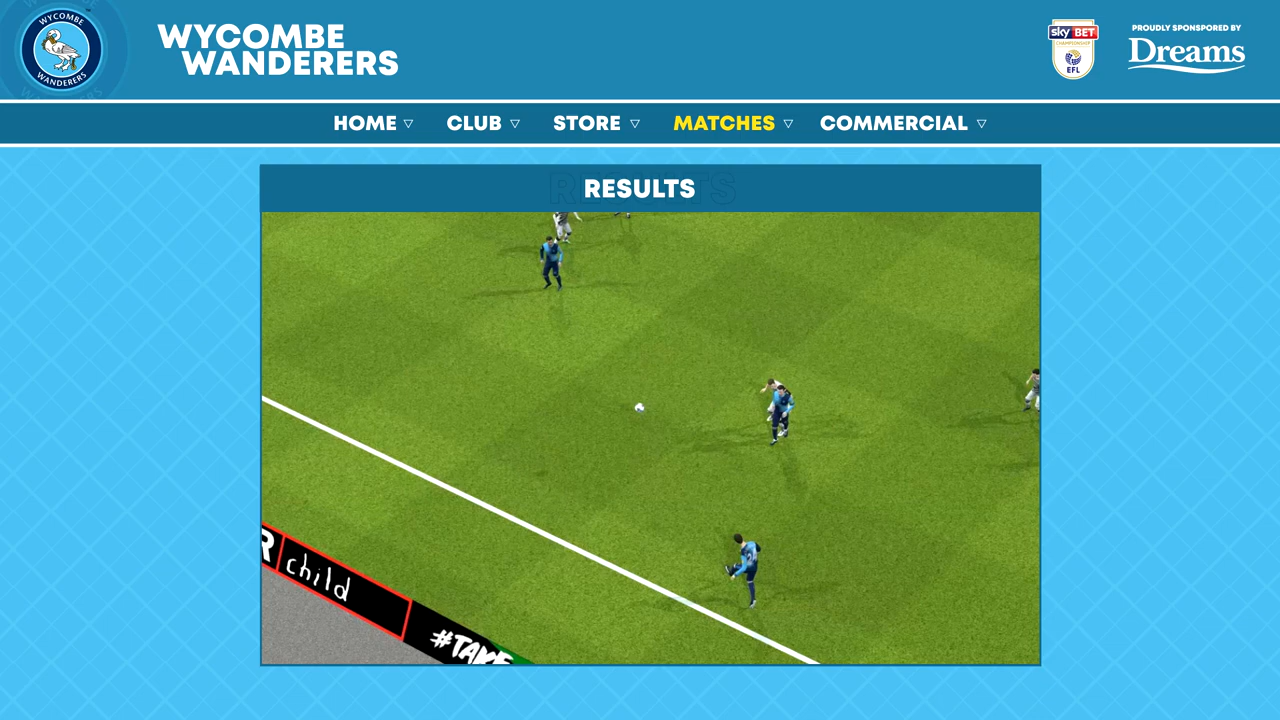 WYCOMBE
WANDERERS
WYCOMBE
WANDERERS
sky BET
CHAMPIONSHIP
EFL
PROUDLY SPONSPORED BY
Dreams
HOME
CLUB
STORE
MATCHES
COMMERCIAL
RESULTS
child
#TAKE